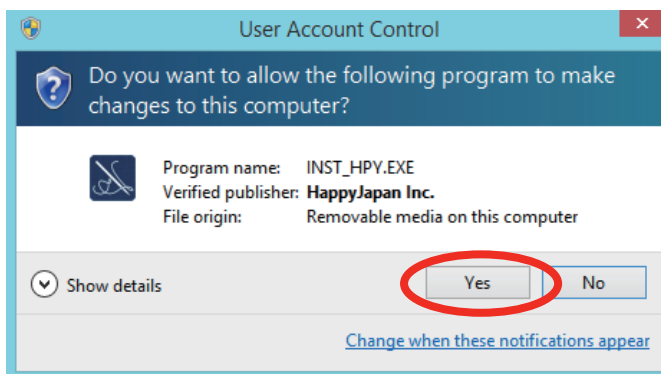 User Account Control
Do you want to allow the following program to make
changes to this computer?
Program name: INST_HPY.EXE
Verified publisher: HappyJapan Inc.
File origin: Removable media on this computer
Show details
Yes No
Change when these notifications appear